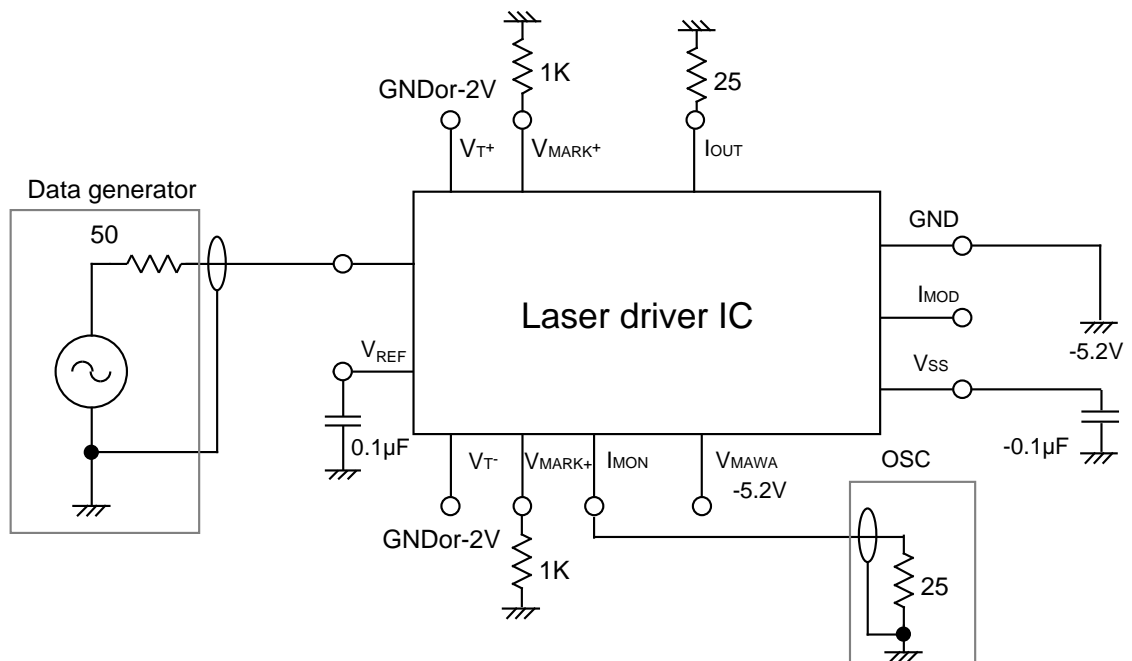 1K
25
GNDor-2V
VT+
VMARK+
IOUT
Data generator
50
GND
Laser driver IC
IMOD
-5.2V
VREF
VSS
0.1µF
-0.1µF
VT-
VMARK+
IMON
VMAWA
OSC
-5.2V
GNDor-2V
1K
25